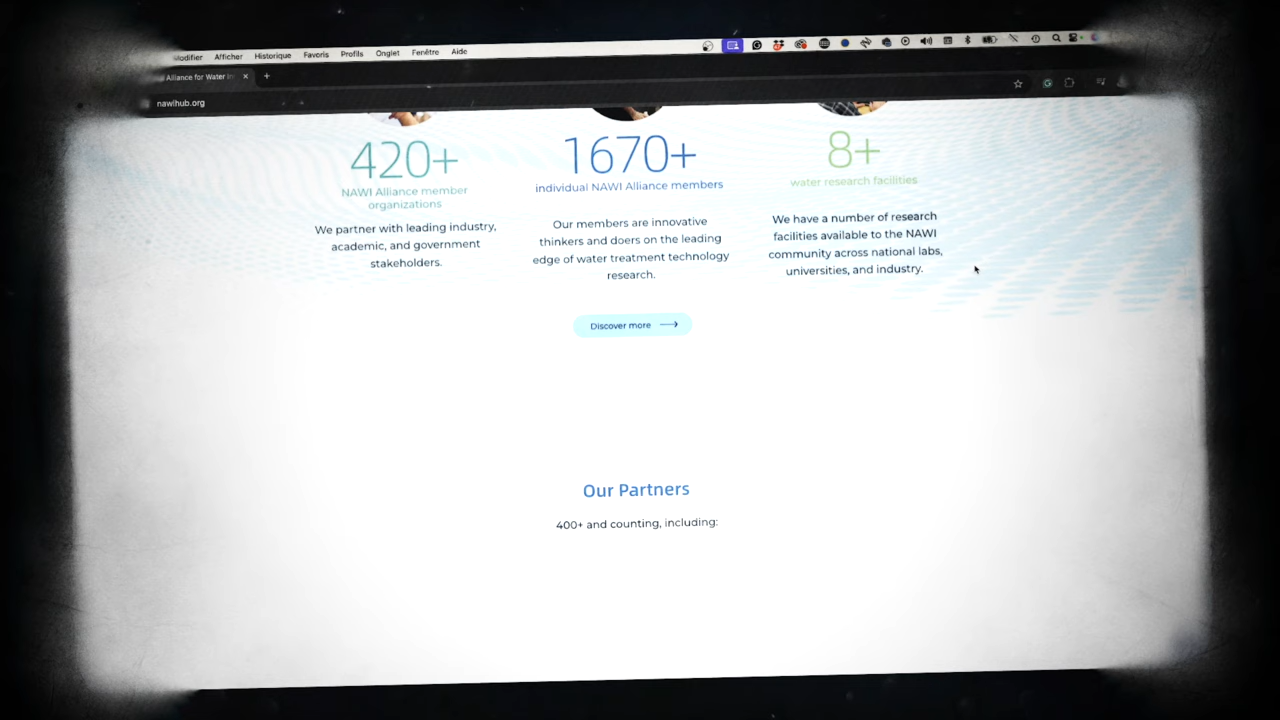 Afficher Historique Favoris Profils Onglet Fenêtre Aide
Alliance for Water
nawihub.org
420+ 1670+ 8+
NAWI Alliance member
organizations
individual NAWI Alliance members
water research facilities
We partner with leading industry,
academic, and government
stakeholders.
Our members are innovative
thinkers and doers on the leading
edge of water treatment technology
research.
We have a number of research
facilities available to the NAWI
community across national labs,
universities, and industry.
Discover more
Our Partners
400+ and counting, including: